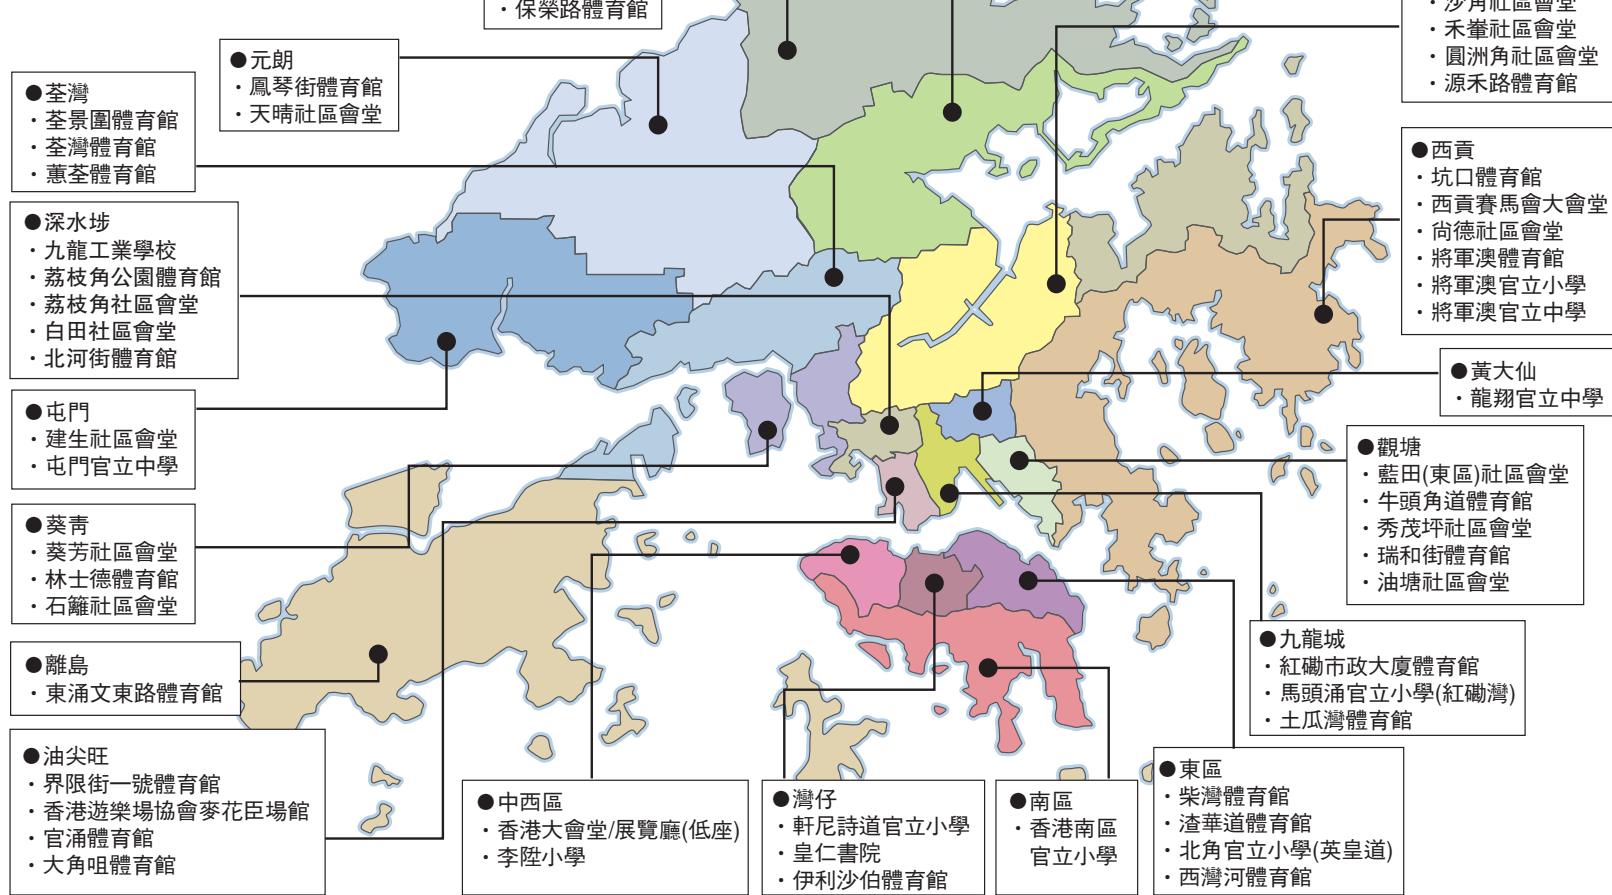 ・保榮路體育館
●元朗
・鳳琴街體育館
・天晴社區會堂
●荃灣
・荃景圍體育館
・荃灣體育館
・蕙荃體育館
●深水埗
・九龍工業學校
・荔枝角公園體育館
・荔枝角社區會堂
・白田社區會堂
・北河街體育館
●屯門
・建生社區會堂
・屯門官立中學
●葵青
・葵芳社區會堂
・林士德體育館
・石籬社區會堂
●離島
・東涌文東路體育館
●油尖旺
・界限街一號體育館
・香港遊樂場協會麥花臣場館
・官涌體育館
・大角咀體育館
●中西區
・香港大會堂/展覽廳(低座)
・李陞小學
●灣仔
・軒尼詩道官立小學
・皇仁書院
・伊利沙伯體育館
●南區
・香港南區
官立小學
●東區
・柴灣體育館
・渣華道體育館
・北角官立小學(英皇道)
・西灣河體育館
●九龍城
・紅磡市政大廈體育館
・馬頭涌官立小學(紅磡灣)
・土瓜灣體育館
●觀塘
・藍田(東區)社區會堂
・牛頭角道體育館
・秀茂坪社區會堂
・瑞和街體育館
・油塘社區會堂
●黃大仙
・龍翔官立中學
●西貢
・坑口體育館
・西貢賽馬會大會堂
・尚德社區會堂
・將軍澳體育館
・將軍澳官立小學
・將軍澳官立中學
・沙角社區會堂
・禾輋社區會堂
・圓洲角社區會堂
・源禾路體育館